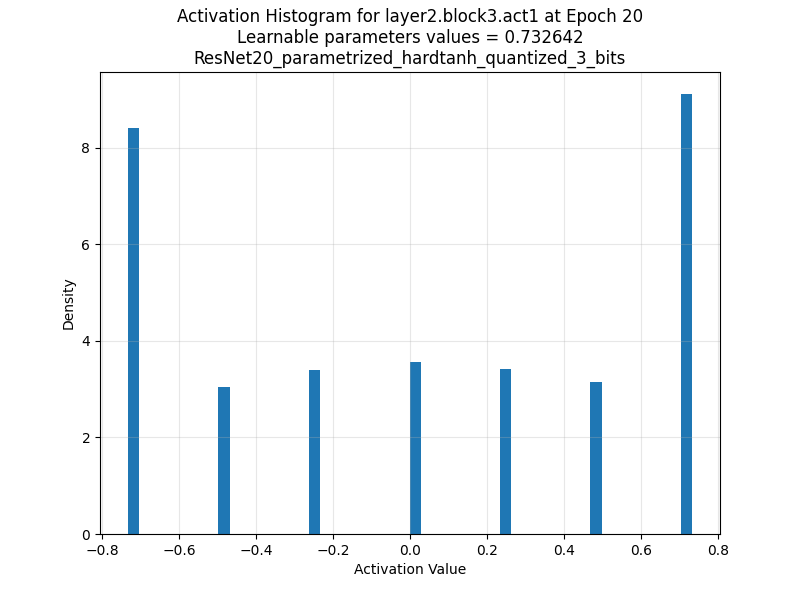 Activation Histogram for layer2.block3.act1 at Epoch 20
Learnable parameters values = 0.732642
ResNet20_parametrized_hardtanh_quantized_3_bits
8
6
4
2
0
Density
−0.8 −0.6 −0.4 −0.2 0.0 0.2 0.4 0.6 0.8
Activation Value